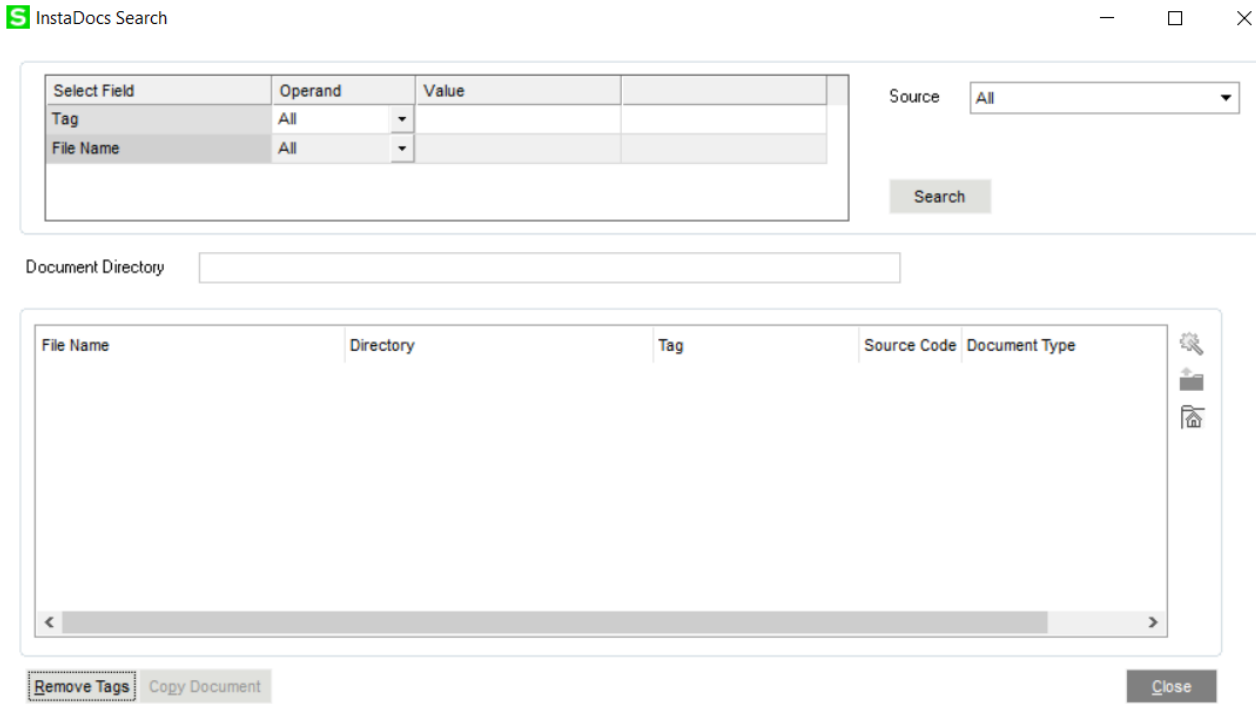 S InstaDocs Search
Select Field Operand Value
Tag All
File Name All
Source All
Search
Document Directory
File Name Directory Tag Source Code Document Type
Remove Tags Copy Document Close